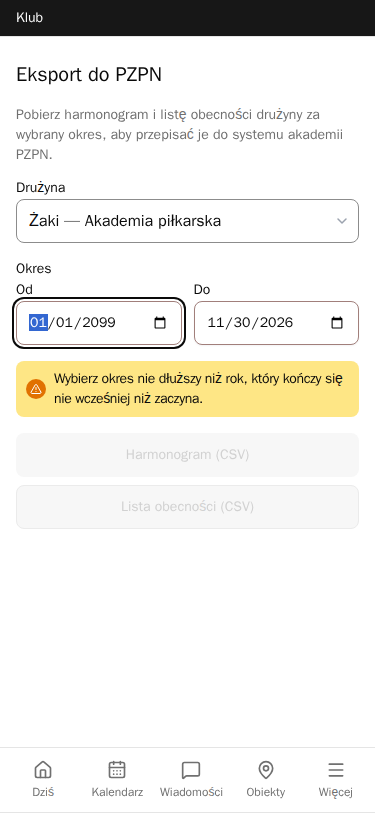 Klub
Eksport do PZPN
Pobierz harmonogram i listę obecności drużyny za
wybrany okres, aby przepisać je do systemu akademii
PZPN.
Drużyna
Żaki — Akademia piłkarska
Okres
Od
Do
01/01/2099
11/30/2026
Wybierz okres nie dłuższy niż rok, który kończy się
nie wcześniej niż zaczyna.
Harmonogram (CSV)
Lista obecności (CSV)
Dziś
Kalendarz
Wiadomości
Obiekty
Więcej